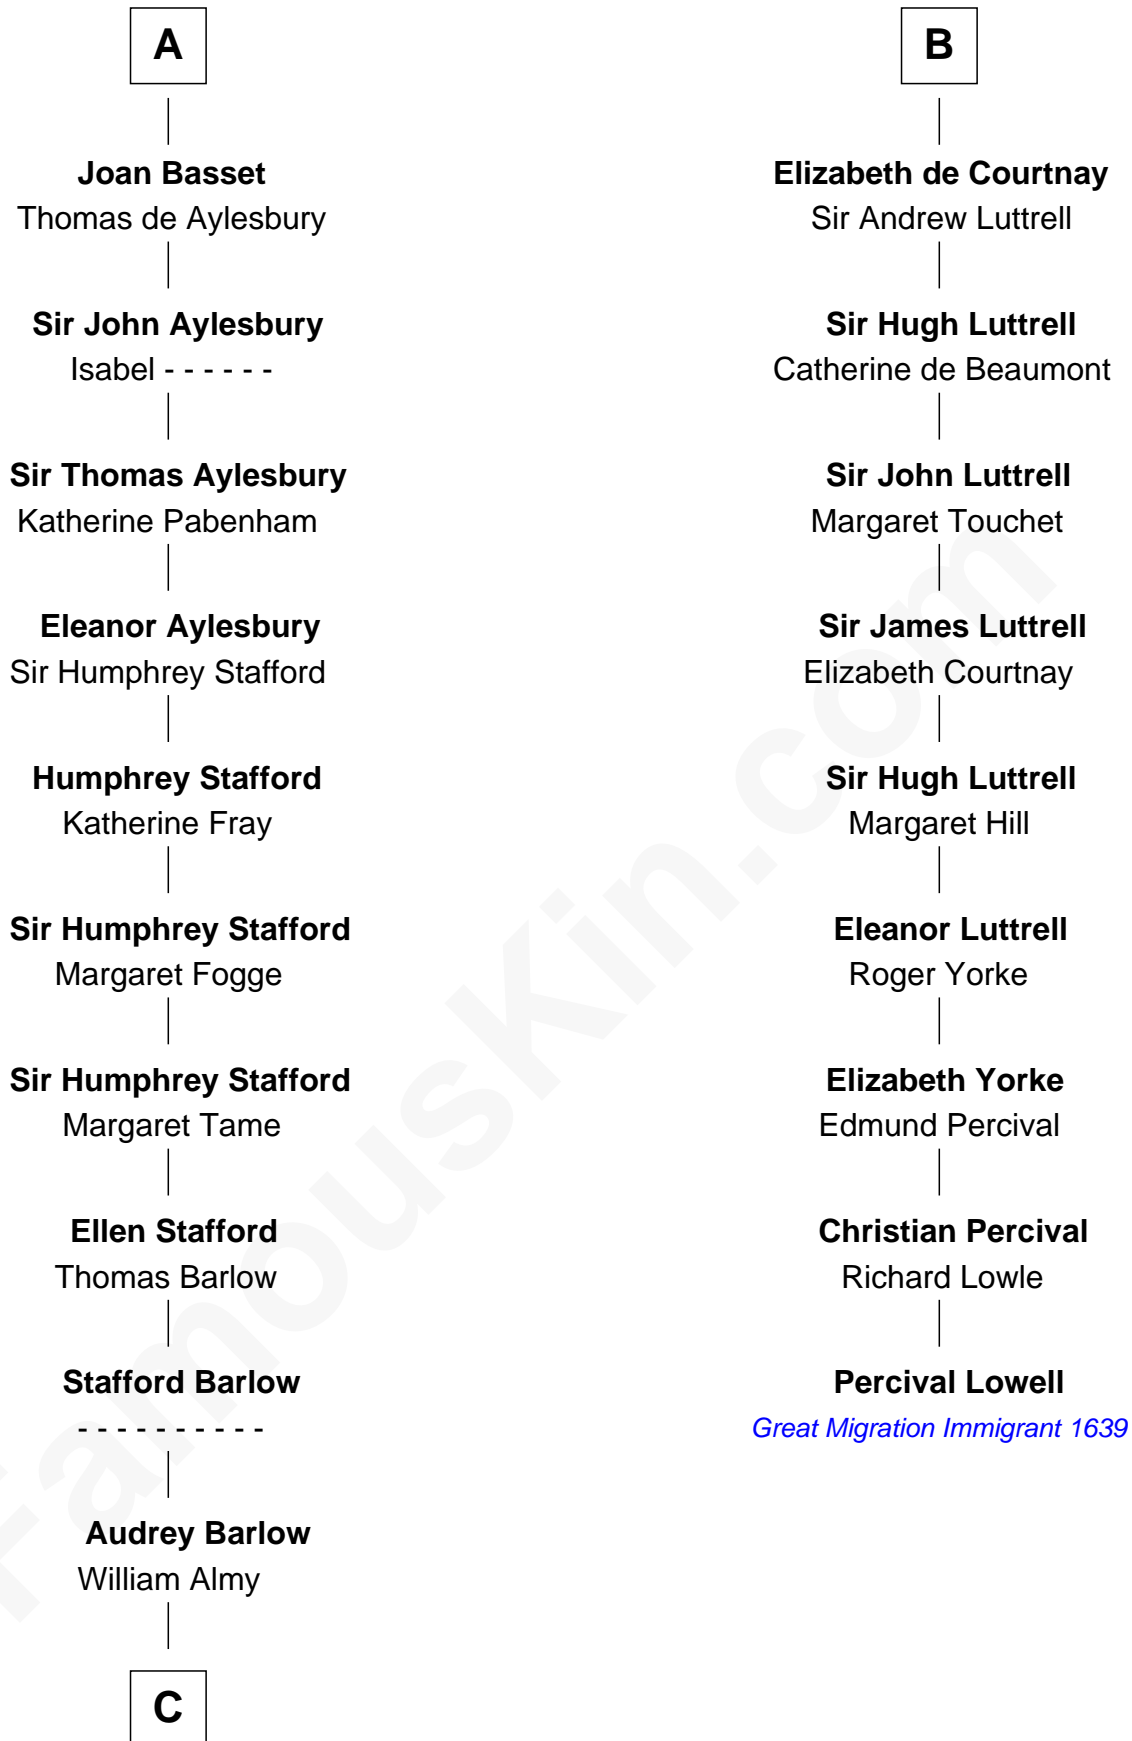 A
Joan Basset
Thomas de Aylesbury
Sir John Aylesbury
Isabel - - - - - -
Sir Thomas Aylesbury
Katherine Pabenham
Eleanor Aylesbury
Sir Humphrey Stafford
Humphrey Stafford
Katherine Fray
Sir Humphrey Stafford
Margaret Fogge
Sir Humphrey Stafford
Margaret Tame
Ellen Stafford
Thomas Barlow
Stafford Barlow
- - - - - - - - - -
Audrey Barlow
William Almy
C
B
Elizabeth de Courtnay
Sir Andrew Luttrell
Sir Hugh Luttrell
Catherine de Beaumont
Sir John Luttrell
Margaret Touchet
Sir James Luttrell
Elizabeth Courtnay
Sir Hugh Luttrell
Margaret Hill
Eleanor Luttrell
Roger Yorke
Elizabeth Yorke
Edmund Percival
Christian Percival
Richard Lowle
Percival Lowell
Great Migration Immigrant 1639
FamousKin.com